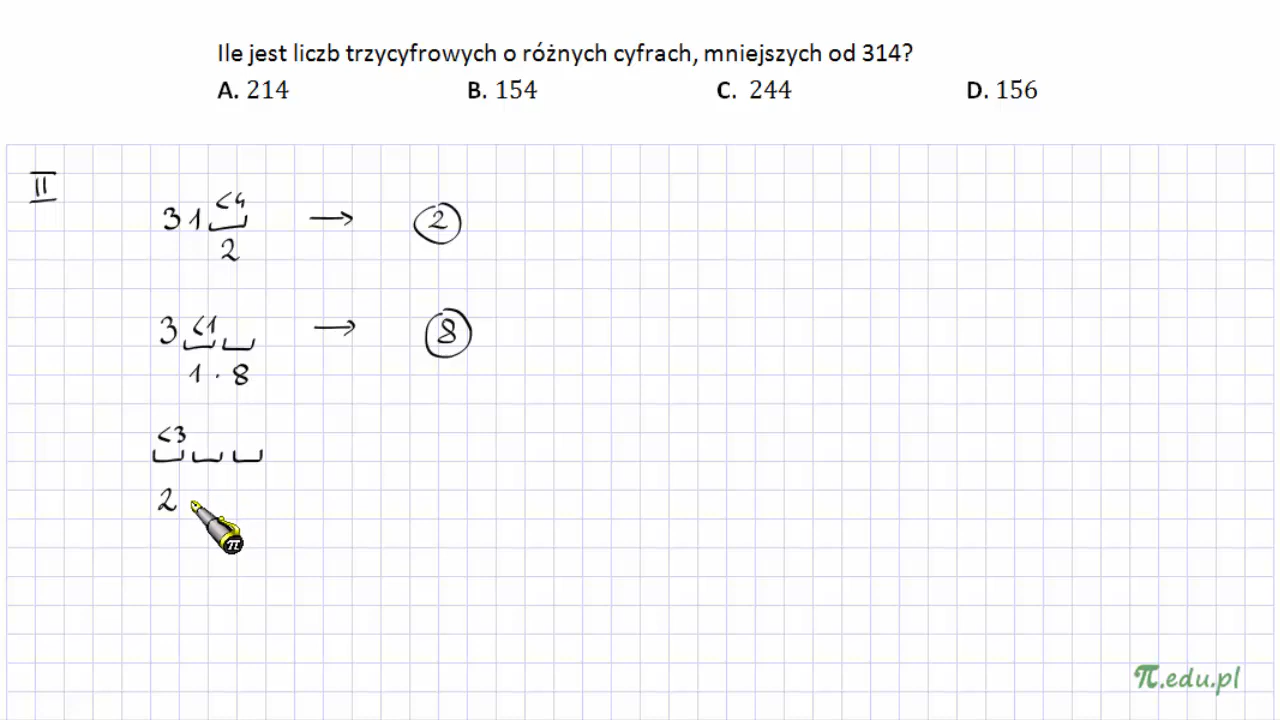 Ile jest liczb trzycyfrowych o różnych cyfrach, mniejszych od 314?
A. 214 B. 154 C. 244 D. 156
II
<4
31 → 2
2
3 <1 → 8
1 · 8
<3
2
π
π.edu.pl